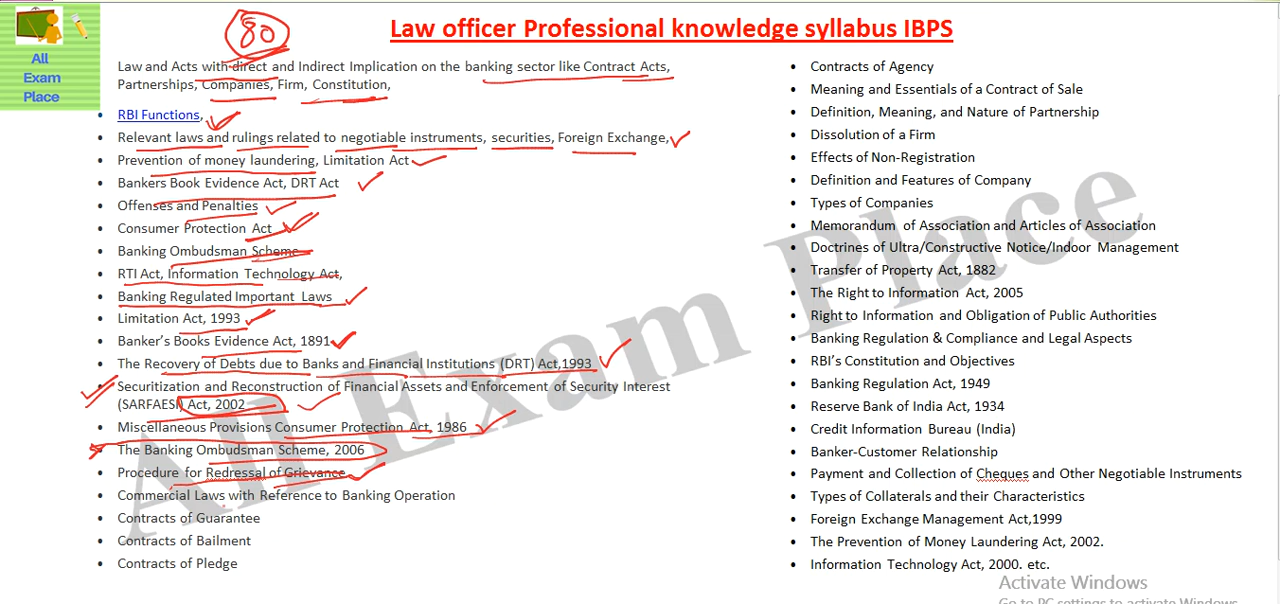 All
Exam
Place
80
Law officer Professional knowledge syllabus IBPS
Law and Acts with direct and Indirect Implication on the banking sector like Contract Acts,
Partnerships, Companies, Firm, Constitution,
• RBI Functions,
• Relevant laws and rulings related to negotiable instruments, securities, Foreign Exchange,
• Prevention of money laundering, Limitation Act
• Bankers Book Evidence Act, DRT Act
• Offenses and Penalties
• Consumer Protection Act
• Banking Ombudsman Scheme
• RTI Act, Information Technology Act,
• Banking Regulated Important Laws
• Limitation Act, 1993
• Banker's Books Evidence Act, 1891
• The Recovery of Debts due to Banks and Financial Institutions (DRT) Act,1993
• Securitization and Reconstruction of Financial Assets and Enforcement of Security Interest
(SARFAESI) Act, 2002
• Miscellaneous Provisions Consumer Protection Act, 1986
• The Banking Ombudsman Scheme, 2006
• Procedure for Redressal of Grievance
• Commercial Laws with Reference to Banking Operation
• Contracts of Guarantee
• Contracts of Bailment
• Contracts of Pledge
• Contracts of Agency
• Meaning and Essentials of a Contract of Sale
• Definition, Meaning, and Nature of Partnership
• Dissolution of a Firm
• Effects of Non-Registration
• Definition and Features of Company
• Types of Companies
• Memorandum of Association and Articles of Association
• Doctrines of Ultra/Constructive Notice/Indoor Management
• Transfer of Property Act, 1882
• The Right to Information Act, 2005
• Right to Information and Obligation of Public Authorities
• Banking Regulation & Compliance and Legal Aspects
• RBI's Constitution and Objectives
• Banking Regulation Act, 1949
• Reserve Bank of India Act, 1934
• Credit Information Bureau (India)
• Banker-Customer Relationship
• Payment and Collection of Cheques and Other Negotiable Instruments
• Types of Collaterals and their Characteristics
• Foreign Exchange Management Act,1999
• The Prevention of Money Laundering Act, 2002.
• Information Technology Act, 2000. etc.
All Exam Place
Activate Windows
Go to PC settings to activate Windows